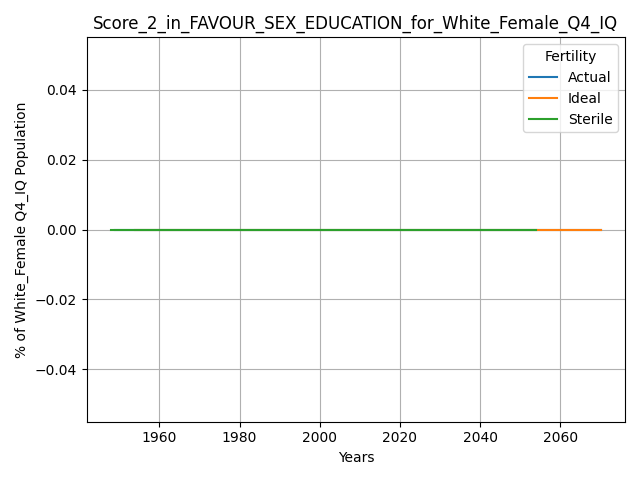 Score_2_in_FAVOUR_SEX_EDUCATION_for_White_Female_Q4_IQ
Fertility
Actual
Ideal
Sterile
% of White_Female Q4_IQ Population
0.04
0.02
0.00
−0.02
−0.04
1960 1980 2000 2020 2040 2060
Years